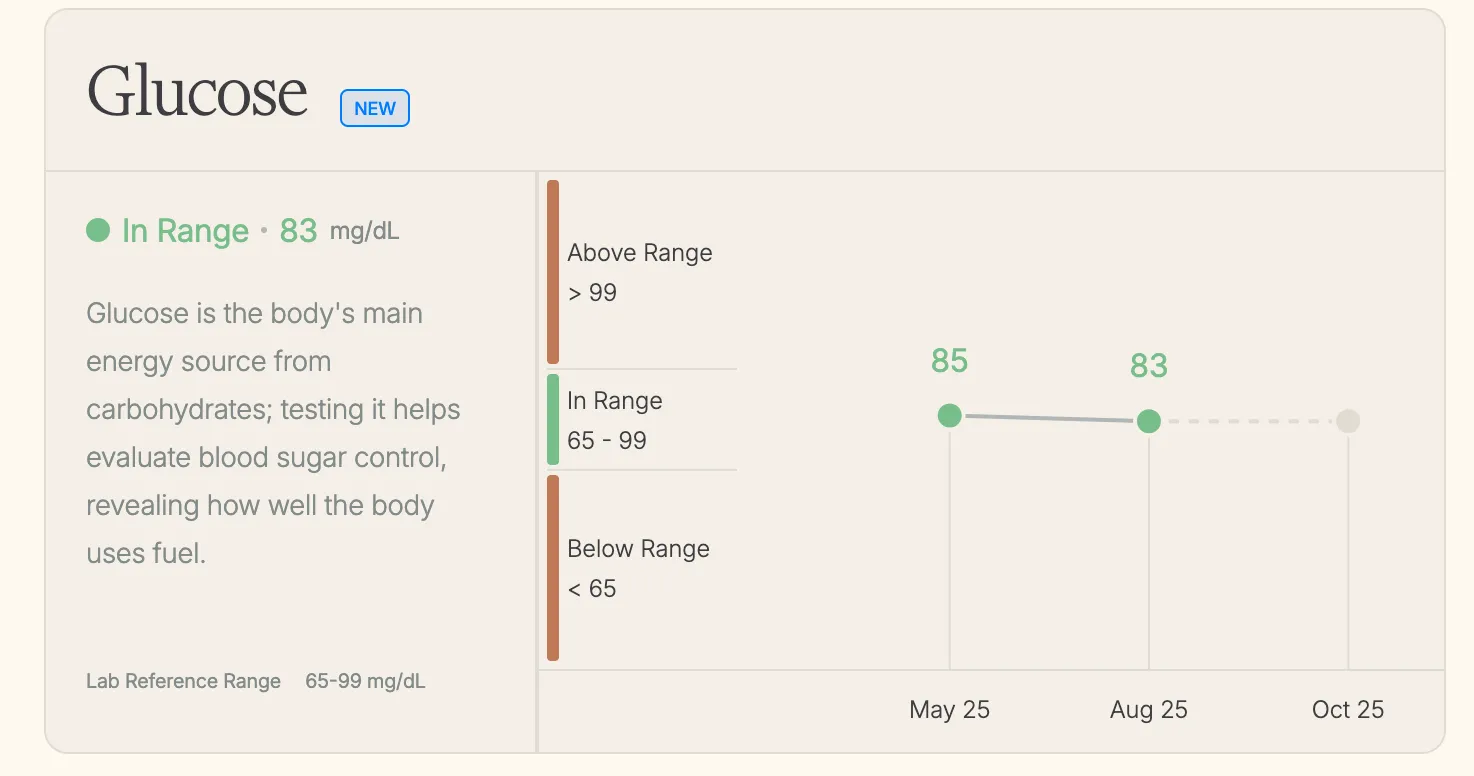 Glucose NEW
In Range · 83 mg/dL
Glucose is the body's main
energy source from
carbohydrates; testing it helps
evaluate blood sugar control,
revealing how well the body
uses fuel.
Lab Reference Range 65-99 mg/dL
Above Range
> 99
In Range
65 - 99
Below Range
< 65
85
83
May 25
Aug 25
Oct 25